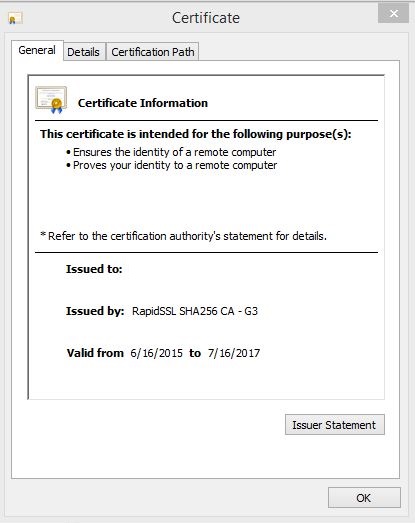 Certificate
General Details Certification Path
Certificate Information
This certificate is intended for the following purpose(s):
• Ensures the identity of a remote computer
• Proves your identity to a remote computer
* Refer to the certification authority's statement for details.
Issued to:
Issued by: RapidSSL SHA256 CA - G3
Valid from 6/16/2015 to 7/16/2017
Issuer Statement
OK